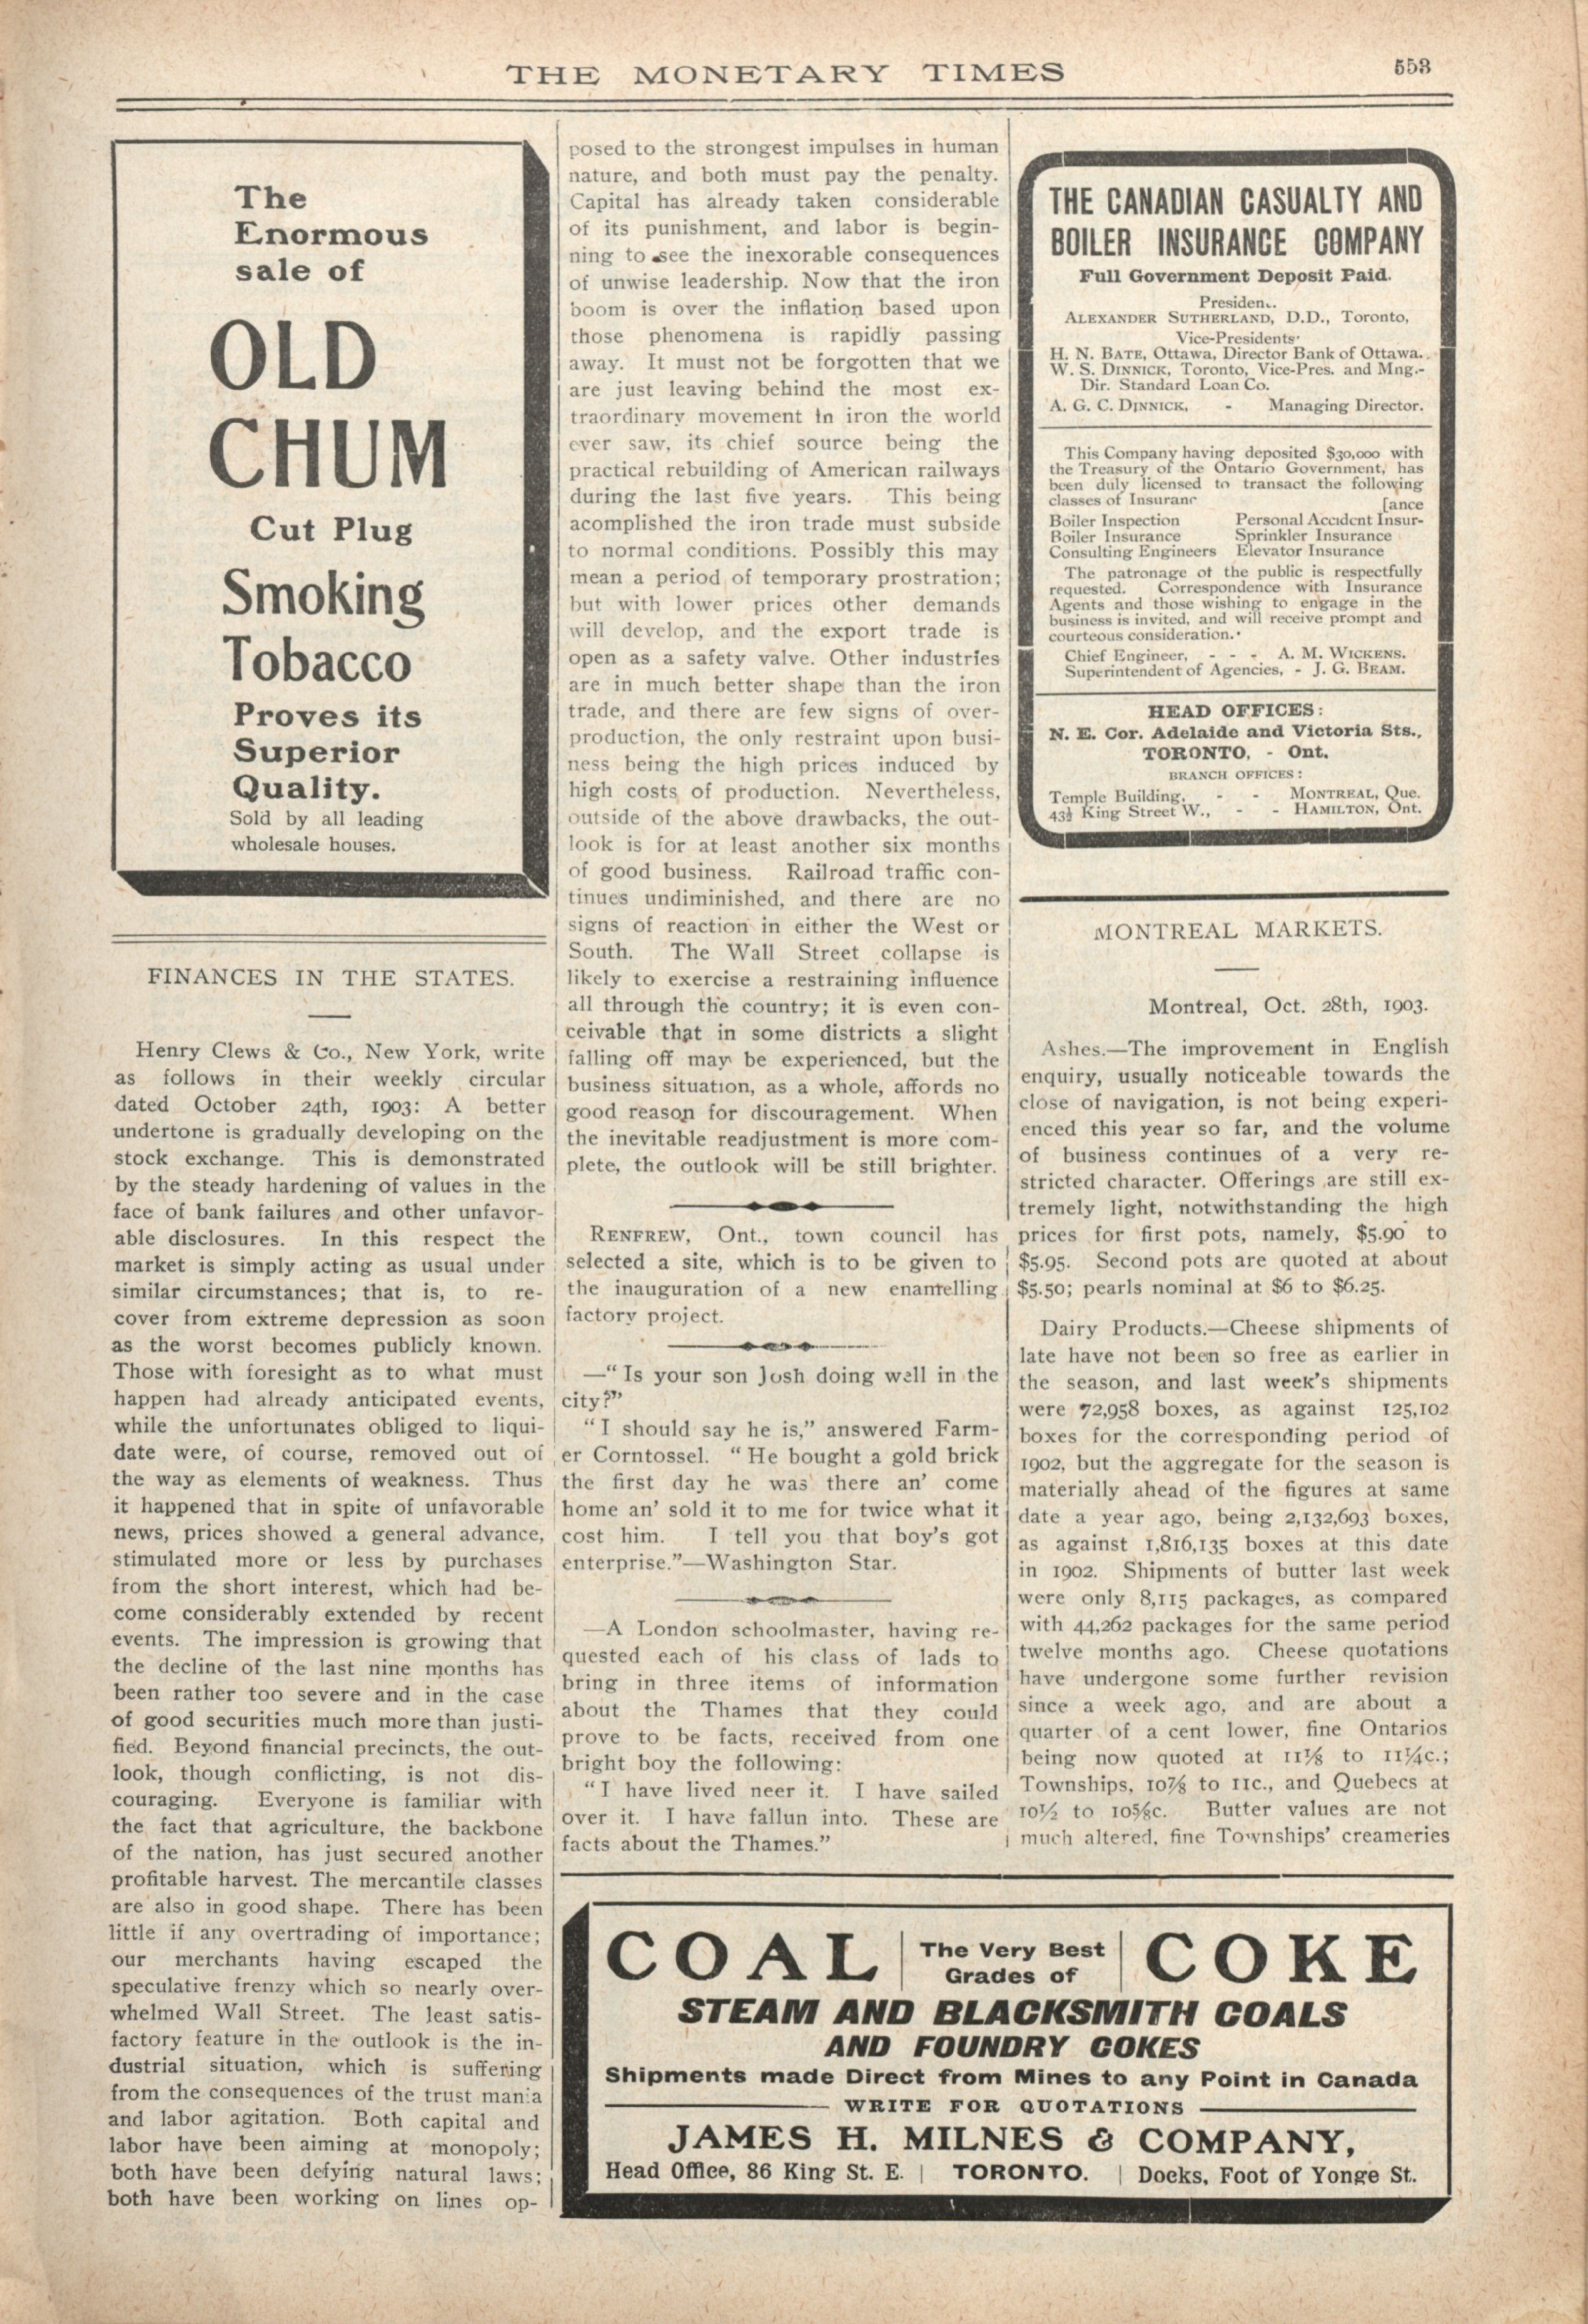 THE MONETARY TIMES
553
The
Enormous
sale of
OLD
CHUM
Cut Plug
Smoking
Tobacco
Proves its
Superior
Quality.
Sold by all leading
wholesale houses.
FINANCES IN THE STATES.
Henry Clews & Co., New York, write
as follows in their weekly circular
dated October 24th, 1903: A better
undertone is gradually developing on the
stock exchange. This is demonstrated
by the steady hardening of values in the
face of bank failures and other unfavor-
able disclosures. In this respect the
market is simply acting as usual under
similar circumstances; that is, to re-
cover from extreme depression as soon
as the worst becomes publicly known.
Those with foresight as to what must
happen had already anticipated events,
while the unfortunates obliged to liqui-
date were, of course, removed out of
the way as elements of weakness. Thus
it happened that in spite of unfavorable
news, prices showed a general advance,
stimulated more or less by purchases
from the short interest, which had be-
come considerably extended by recent
events. The impression is growing that
the decline of the last nine months has
been rather too severe and in the case
of good securities much more than justi-
fied. Beyond financial precincts, the out-
look, though conflicting, is not dis-
couraging. Everyone is familiar with
the fact that agriculture, the backbone
of the nation, has just secured another
profitable harvest. The mercantile classes
are also in good shape. There has been
little if any overtrading of importance;
our merchants having escaped the
speculative frenzy which so nearly over-
whelmed Wall Street. The least satis-
factory feature in the outlook is the in-
dustrial situation, which is suffering
from the consequences of the trust mania
and labor agitation. Both capital and
labor have been aiming at monopoly;
both have been defying natural laws;
both have been working on lines op-
posed to the strongest impulses in human
nature, and both must pay the penalty.
Capital has already taken considerable
of its punishment, and labor is begin-
ning to see the inexorable consequences
of unwise leadership. Now that the iron
boom is over the inflation based upon
those phenomena is rapidly passing
away. It must not be forgotten that we
are just leaving behind the most ex-
traordinary movement in iron the world
ever saw, its chief source being the
practical rebuilding of American railways
during the last five years. This being
acomplished the iron trade must subside
to normal conditions. Possibly this may
mean a period of temporary prostration;
but with lower prices other demands
will develop, and the export trade is
open as a safety valve. Other industries
are in much better shape than the iron
trade, and there are few signs of over-
production, the only restraint upon busi-
ness being the high prices induced by
high costs of production. Nevertheless,
outside of the above drawbacks, the out-
look is for at least another six months
of good business. Railroad traffic con-
tinues undiminished, and there are no
signs of reaction in either the West or
South. The Wall Street collapse is
likely to exercise a restraining influence
all through the country; it is even con-
ceivable that in some districts a slight
falling off may be experienced, but the
business situation, as a whole, affords no
good reason for discouragement. When
the inevitable readjustment is more com-
plete, the outlook will be still brighter.
RENFREW, Ont., town council has
selected a site, which is to be given to
the inauguration of a new enamelling
factory project.
—“Is your son Josh doing well in the
city?”
“I should say he is,” answered Farm-
er Corntossel. “He bought a gold brick
the first day he was there an’ come
home an’ sold it to me for twice what it
cost him. I tell you that boy’s got
enterprise.”—Washington Star.
—A London schoolmaster, having re-
quested each of his class of lads to
bring in three items of information
about the Thames that they could
prove to be facts, received from one
bright boy the following:
“I have lived neer it. I have sailed
over it. I have fallun into. These are
facts about the Thames.”
THE CANADIAN CASUALTY AND
BOILER INSURANCE COMPANY
Full Government Deposit Paid.
President.
ALEXANDER SUTHERLAND, D.D., Toronto,
Vice-Presidents·
H. N. BATE, Ottawa, Director Bank of Ottawa.
W. S. DINNICK, Toronto, Vice-Pres. and Mng.-
Dir. Standard Loan Co.
A. G. C. DINNICK, - Managing Director.
This Company having deposited $30,000 with
the Treasury of the Ontario Government, has
been duly licensed to transact the following
classes of Insuranc
[ance
Boiler Inspection Personal Accident Insur-
Boiler Insurance Sprinkler Insurance
Consulting Engineers Elevator Insurance
The patronage of the public is respectfully
requested. Correspondence with Insurance
Agents and those wishing to engage in the
business is invited, and will receive prompt and
courteous consideration.
Chief Engineer, - - - A. M. WICKENS.
Superintendent of Agencies, - J. G. BEAM.
HEAD OFFICES:
N. E. Cor. Adelaide and Victoria Sts.,
TORONTO, - Ont.
BRANCH OFFICES:
Temple Building, - - MONTREAL, Que.
43½ King Street W., - - HAMILTON, Ont.
MONTREAL MARKETS.
Montreal, Oct. 28th, 1903.
Ashes.—The improvement in English
enquiry, usually noticeable towards the
close of navigation, is not being experi-
enced this year so far, and the volume
of business continues of a very re-
stricted character. Offerings are still ex-
tremely light, notwithstanding the high
prices for first pots, namely, $5.90 to
$5.95. Second pots are quoted at about
$5.50; pearls nominal at $6 to $6.25.
Dairy Products.—Cheese shipments of
late have not been so free as earlier in
the season, and last week’s shipments
were 72,958 boxes, as against 125,102
boxes for the corresponding period of
1902, but the aggregate for the season is
materially ahead of the figures at same
date a year ago, being 2,132,693 boxes,
as against 1,816,135 boxes at this date
in 1902. Shipments of butter last week
were only 8,115 packages, as compared
with 44,262 packages for the same period
twelve months ago. Cheese quotations
have undergone some further revision
since a week ago, and are about a
quarter of a cent lower, fine Ontarios
being now quoted at 11⅛ to 11¼c.;
Townships, 10⅞ to 11c., and Quebecs at
10½ to 10⅝c. Butter values are not
much altered, fine Townships’ creameries
COAL The Very Best Grades of COKE
STEAM AND BLACKSMITH COALS
AND FOUNDRY COKES
Shipments made Direct from Mines to any Point in Canada
WRITE FOR QUOTATIONS
JAMES H. MILNES & COMPANY,
Head Office, 86 King St. E. | TORONTO. | Docks, Foot of Yonge St.